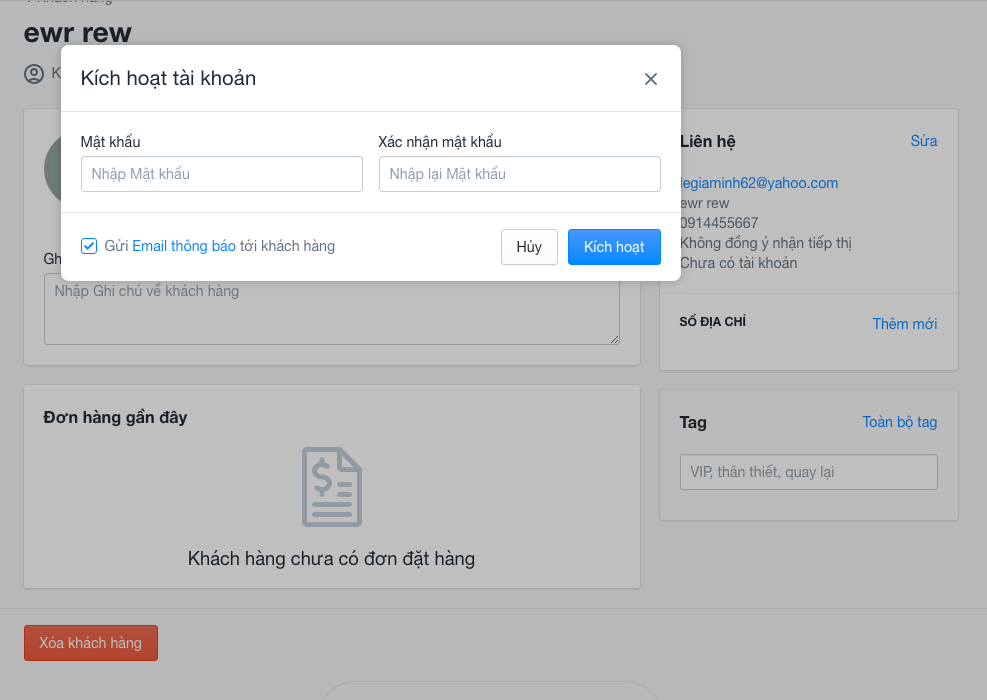 ewr rew
K
Kích hoạt tài khoản
Mật khẩu
Xác nhận mật khẩu
Nhập Mật khẩu
Nhập lại Mật khẩu
Gửi Email thông báo tới khách hàng
Hủy
Kích hoạt
Gh
Nhập Ghi chú về khách hàng
Đơn hàng gần đây
Khách hàng chưa có đơn đặt hàng
Liên hệ
Sửa
legiaminh62@yahoo.com
ewr rew
0914455667
Không đồng ý nhận tiếp thị
Chưa có tài khoản
SỔ ĐỊA CHỈ
Thêm mới
Tag
Toàn bộ tag
VIP, thân thiết, quay lại
Xóa khách hàng